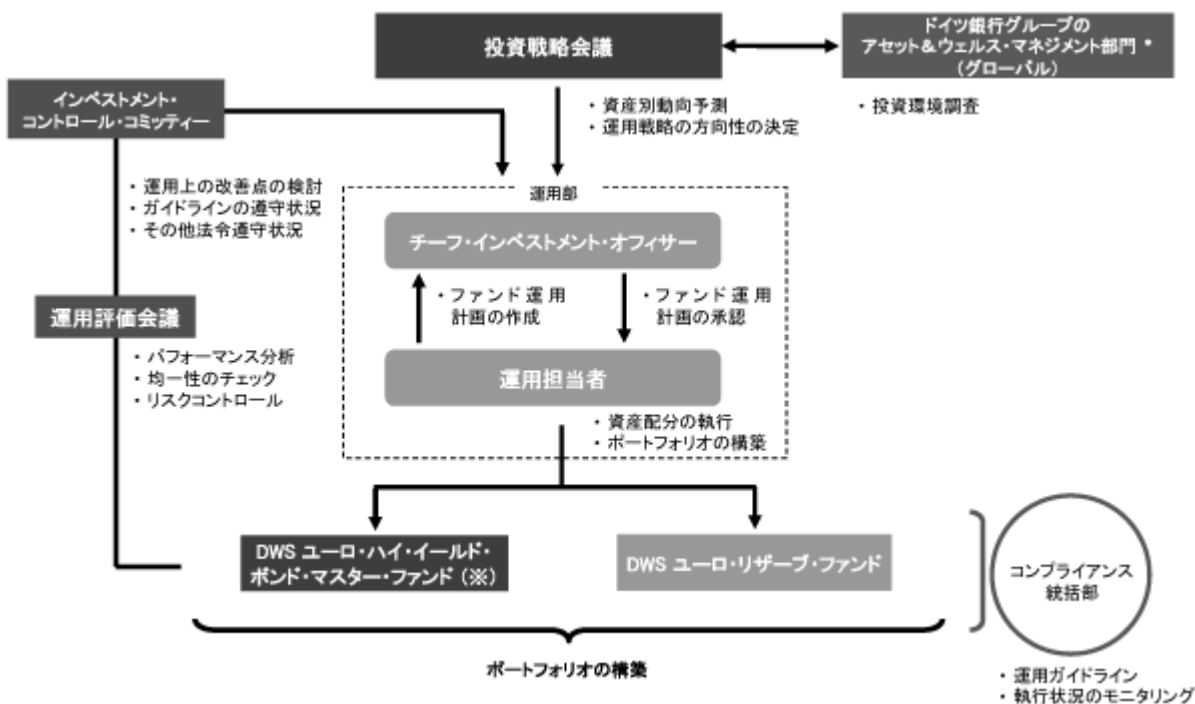 投資戦略会議
ドイツ銀行グループの
アセット&ウェルス・マネジメント部門 *
(グローバル)
・投資環境調査
・資産別動向予測
・運用戦略の方向性の決定
インベストメント・
コントロール・コミッティー
・運用上の改善点の検討
・ガイドラインの遵守状況
・その他法令遵守状況
運用部
チーフ・インベストメント・オフィサー
・ファンド運用
計画の作成
・ファンド運用
計画の承認
運用評価会議
・パフォーマンス分析
・均一性のチェック
・リスクコントロール
運用担当者
・資産配分の執行
・ポートフォリオの構築
DWS ユーロ・ハイ・イールド・
ボンド・マスター・ファンド (※)
DWS ユーロ・リザーブ・ファンド
コンプライアンス
統括部
ポートフォリオの構築
・運用ガイドライン
・執行状況のモニタリング